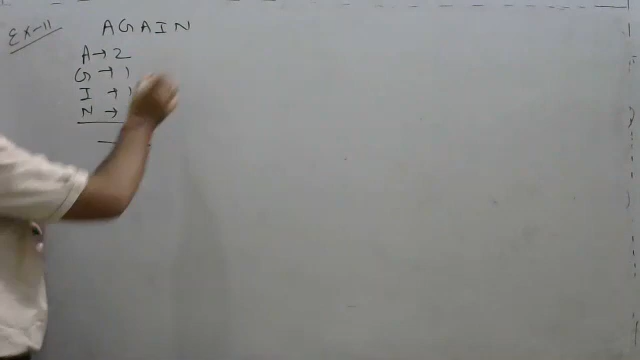 Ex-11
AGAIN
A → 2
G → 1
I → 1
N →